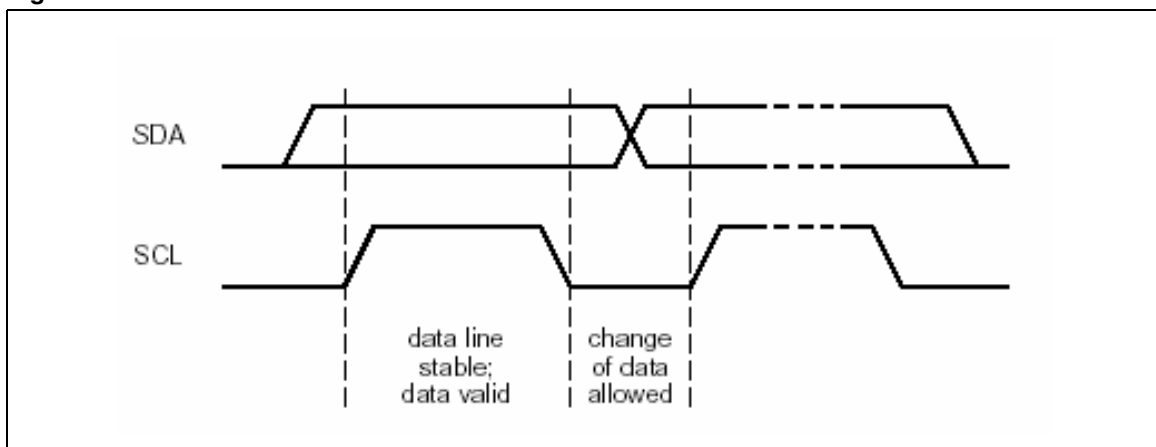 SDA
SCL
data line
stable;
data valid
change
of data
allowed